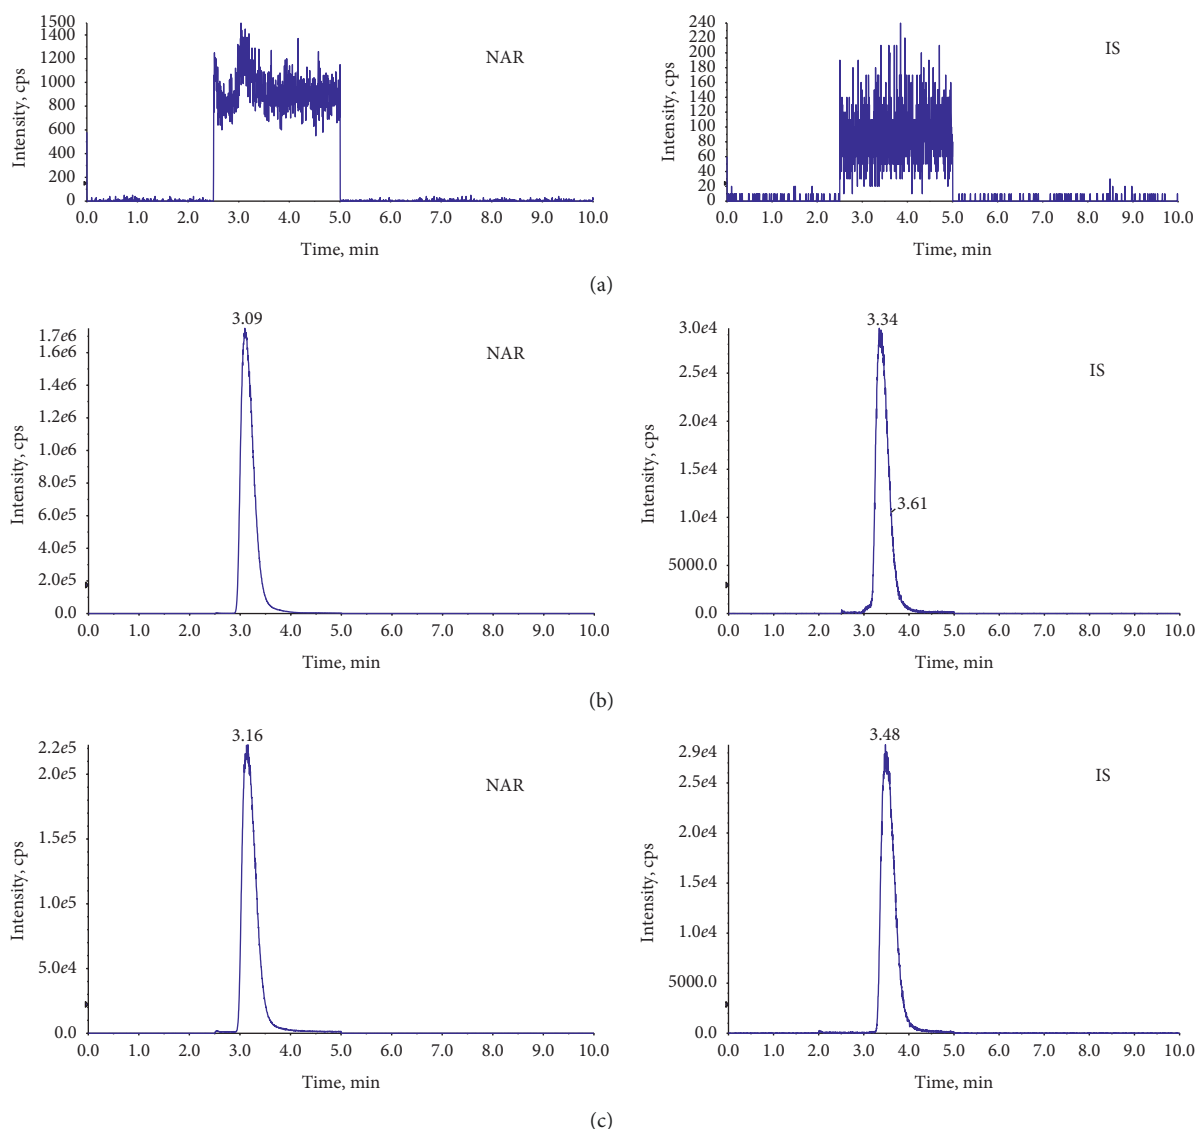 1500
1400
1200
1000
800
600
400
200
0
0.0 1.0 2.0 3.0 4.0 5.0 6.0 7.0 8.0 9.0 10.0
Intensity, cps
Time, min
NAR
240
220
200
180
160
140
120
100
80
60
40
20
0
0.0 1.0 2.0 3.0 4.0 5.0 6.0 7.0 8.0 9.0 10.0
Intensity, cps
Time, min
IS
(a)
3.09
1.7e6
1.6e6
1.4e6
1.2e6
1.0e6
8.0e5
6.0e5
4.0e5
2.0e5
0.0
0.0 1.0 2.0 3.0 4.0 5.0 6.0 7.0 8.0 9.0 10.0
Intensity, cps
Time, min
NAR
3.34
3.61
3.0e4
2.5e4
2.0e4
1.5e4
1.0e4
5000.0
0.0
0.0 1.0 2.0 3.0 4.0 5.0 6.0 7.0 8.0 9.0 10.0
Intensity, cps
Time, min
IS
(b)
3.16
2.2e5
2.0e5
1.5e5
1.0e5
5.0e4
0.0
0.0 1.0 2.0 3.0 4.0 5.0 6.0 7.0 8.0 9.0 10.0
Intensity, cps
Time, min
NAR
3.48
2.9e4
2.5e4
2.0e4
1.5e4
1.0e4
5000.0
0.0
0.0 1.0 2.0 3.0 4.0 5.0 6.0 7.0 8.0 9.0 10.0
Intensity, cps
Time, min
IS
(c)